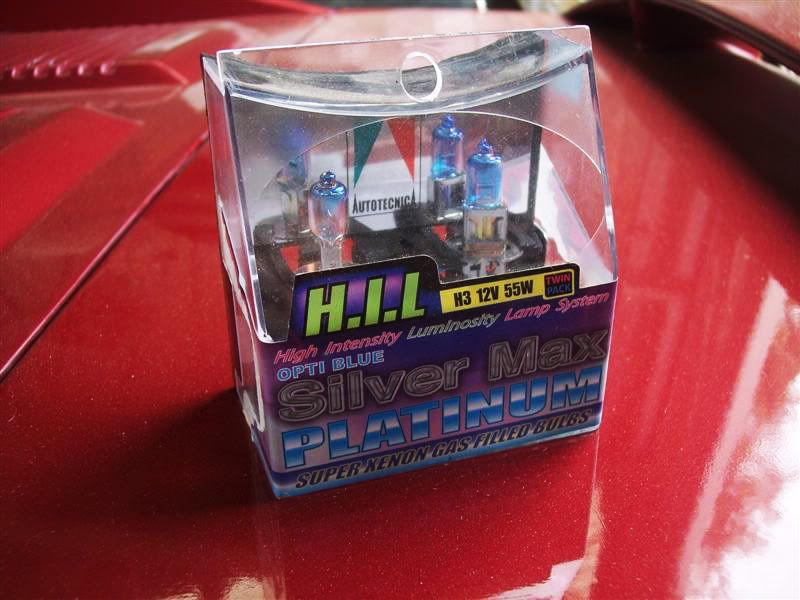 AUTOTECNICA
H.I.L
H3 12V 55W
TWIN
PACK
High Intensity Luminosity Lamp System
OPTI BLUE
Silver Max
PLATINUM
SUPER XENON GAS FILLED BULBS